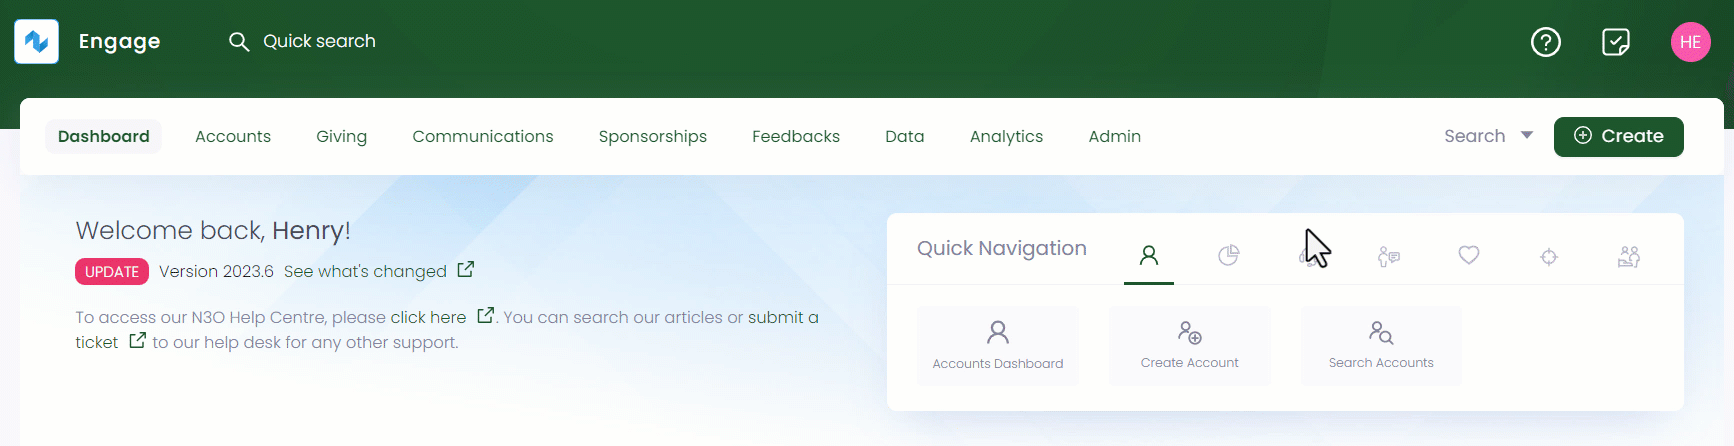 Engage Quick search HE
Dashboard Accounts Giving Communications Sponsorships Feedbacks Data Analytics Admin Search Create
Welcome back, Henry!
UPDATE Version 2023.6 See what's changed
To access our N3O Help Centre, please click here. You can search our articles or submit a
ticket to our help desk for any other support.
Quick Navigation
Accounts Dashboard Create Account Search Accounts